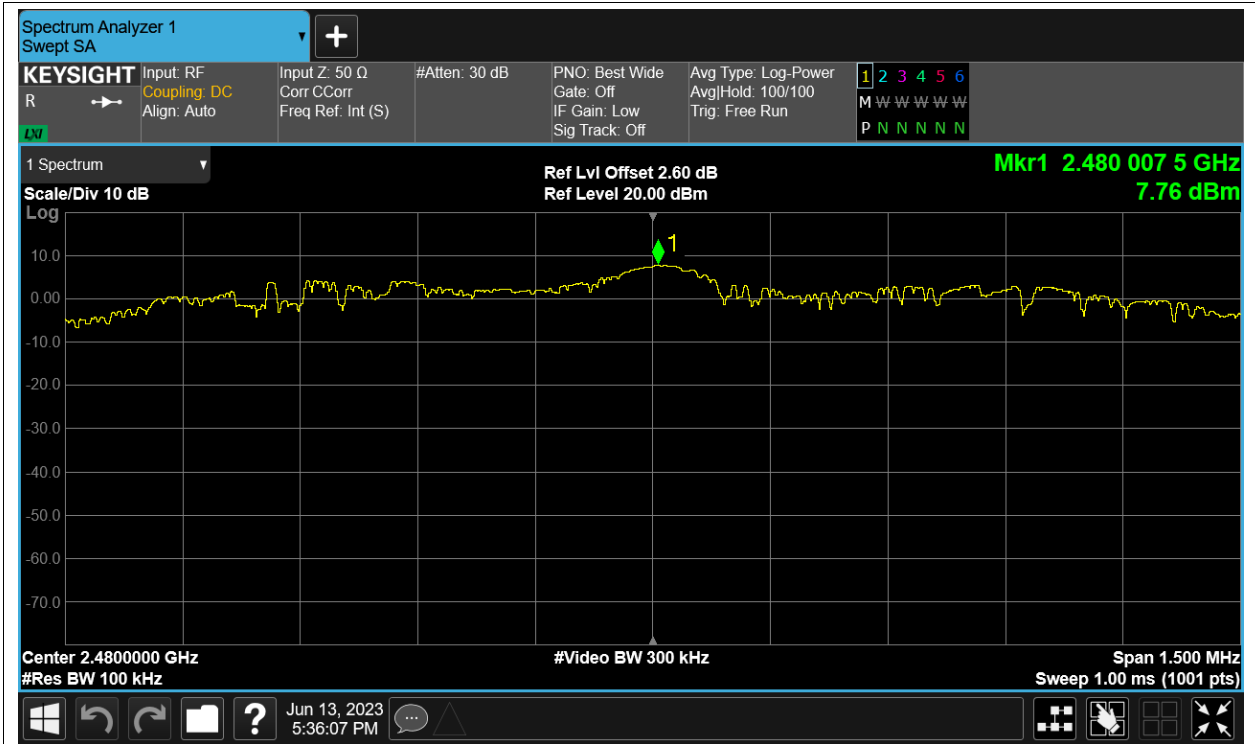 Spectrum Analyzer 1
Swept SA
+
KEYSIGHT
R
LXI
Input: RF
Coupling: DC
Align: Auto
Input Z: 50 Ω
Corr CCorr
Freq Ref: Int (S)
#Atten: 30 dB
PNO: Best Wide
Gate: Off
IF Gain: Low
Sig Track: Off
Avg Type: Log-Power
Avg|Hold: 100/100
Trig: Free Run
1 2 3 4 5 6
M W W W W W
P N N N N N
1 Spectrum
Scale/Div 10 dB
Log
Ref Lvl Offset 2.60 dB
Ref Level 20.00 dBm
Mkr1 2.480 007 5 GHz
7.76 dBm
1
10.0
0.00
-10.0
-20.0
-30.0
-40.0
-50.0
-60.0
-70.0
Center 2.4800000 GHz
#Video BW 300 kHz
Span 1.500 MHz
#Res BW 100 kHz
Sweep 1.00 ms (1001 pts)
?
Jun 13, 2023
5:36:07 PM